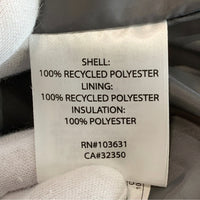 SHELL:
100% RECYCLED POLYESTER
LINING:
100% RECYCLED POLYESTER
INSULATION:
100% POLYESTER
RN#103631
CA#32350